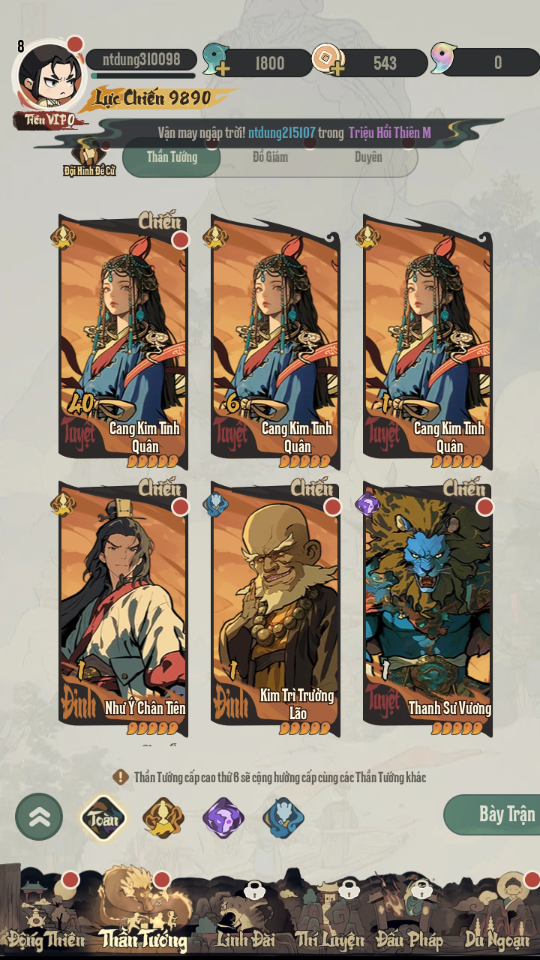 8
ntdung310098
1800
543
0
Lực Chiến 9890
Tiên VIP 0
Vận may ngập trời! ntdung215107 trong Triệu Hồi Thiên M
Đội Hình Đề Cử
Thần Tướng
Đồ Giám
Duyên
Chiến
40
6
1
Tuyệt
Cang Kim Tinh Quân
Tuyệt
Cang Kim Tinh Quân
Tuyệt
Cang Kim Tinh Quân
Chiến
Chiến
Chiến
1
1
1
Đỉnh
Như Ý Chân Tiên
Đỉnh
Kim Trì Trưởng Lão
Tuyệt
Thanh Sư Vương
Thần Tướng cấp cao thứ 6 sẽ cộng hưởng cấp cùng các Thần Tướng khác
Toàn
Bày Trận
Động Thiên
Thần Tướng
Linh Đài
Thí Luyện
Đấu Pháp
Du Ngoạn